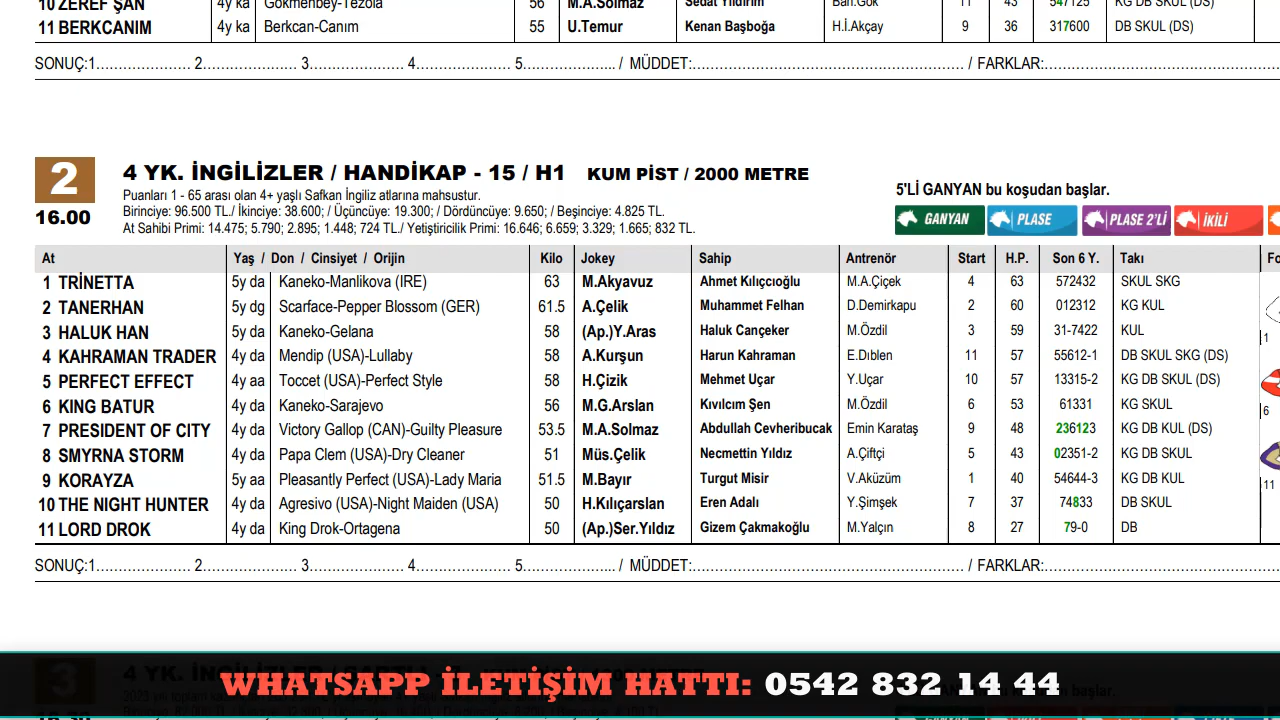 10 ZEREF ŞAN 4y ka Gökmenbey-Tezola 56 M.A.Solmaz Sedat Yıldırım Bah.Gök 11 43 547125 KG DB SKUL (DS)
11 BERKCANIM 4y ka Berkcan-Canım 55 U.Temur Kenan Başboğa H.İ.Akçay 9 36 317600 DB SKUL (DS)
SONUÇ:1..................... 2..................... 3...................... 4..................... 5...................... / MÜDDET:............................................................. / FARKLAR:.....................................................
2 4 YK. İNGİLİZLER / HANDİKAP - 15 / H1 KUM PİST / 2000 METRE
16.00
Puanları 1 - 65 arası olan 4+ yaşlı Safkan İngiliz atlarına mahsustur.
Birinciye: 96.500 TL./ İkinciye: 38.600; / Üçüncüye: 19.300; / Dördüncüye: 9.650; / Beşinciye: 4.825 TL.
At Sahibi Primi: 14.475; 5.790; 2.895; 1.448; 724 TL./ Yetiştiricilik Primi: 16.646; 6.659; 3.329; 1.665; 832 TL.
5'Lİ GANYAN bu koşudan başlar.
GANYAN PLASE PLASE 2'Lİ İKİLİ
At Yaş / Don / Cinsiyet / Orijin Kilo Jokey Sahip Antrenör Start H.P. Son 6 Y. Takı Fo
1 TRİNETTA 5y dg Kaneko-Manlikova (IRE) 63 M.Akyavuz Ahmet Kılıçcıoğlu M.A.Çiçek 4 63 572432 SKUL SKG
2 TANERHAN 5y dg Scarface-Pepper Blossom (GER) 61.5 A.Çelik Muhammet Felhan D.Demirkapu 2 60 012312 KG KUL
3 HALUK HAN 5y da Kaneko-Gelana 58 (Ap.)Y.Aras Haluk Cançeker M.Özdil 3 59 31-7422 KUL 1
4 KAHRAMAN TRADER 4y da Mendip (USA)-Lullaby 58 A.Kurşun Harun Kahraman E.Dıblen 11 57 55612-1 DB SKUL SKG (DS)
5 PERFECT EFFECT 4y aa Toccet (USA)-Perfect Style 58 H.Çizik Mehmet Uçar Y.Uçar 10 57 13315-2 KG DB SKUL (DS)
6 KING BATUR 4y da Kaneko-Sarajevo 56 M.G.Arslan Kıvılcım Şen M.Özdil 6 53 61331 KG SKUL 6
7 PRESIDENT OF CITY 4y da Victory Gallop (CAN)-Guilty Pleasure 53.5 M.A.Solmaz Abdullah Cevheribucak Emin Karataş 9 48 236123 KG DB KUL (DS)
8 SMYRNA STORM 4y da Papa Clem (USA)-Dry Cleaner 51 Müs.Çelik Necmettin Yıldız A.Çiftçi 5 43 02351-2 KG DB SKUL
9 KORAYZA 5y aa Pleasantly Perfect (USA)-Lady Maria 51.5 M.Bayır Turgut Misir V.Aküzüm 1 40 54644-3 KG DB KUL 11
10 THE NIGHT HUNTER 4y da Agresivo (USA)-Night Maiden (USA) 50 H.Kılıçarslan Eren Adalı Y.Şimşek 7 37 74833 DB SKUL
11 LORD DROK 4y da King Drok-Ortagena 50 (Ap.)Ser.Yıldız Gizem Çakmakoğlu M.Yalçın 8 27 79-0 DB
SONUÇ:1..................... 2..................... 3...................... 4..................... 5...................... / MÜDDET:............................................................. / FARKLAR:.....................................................
WHATSAPP İLETİŞİM HATTI: 0542 832 14 44